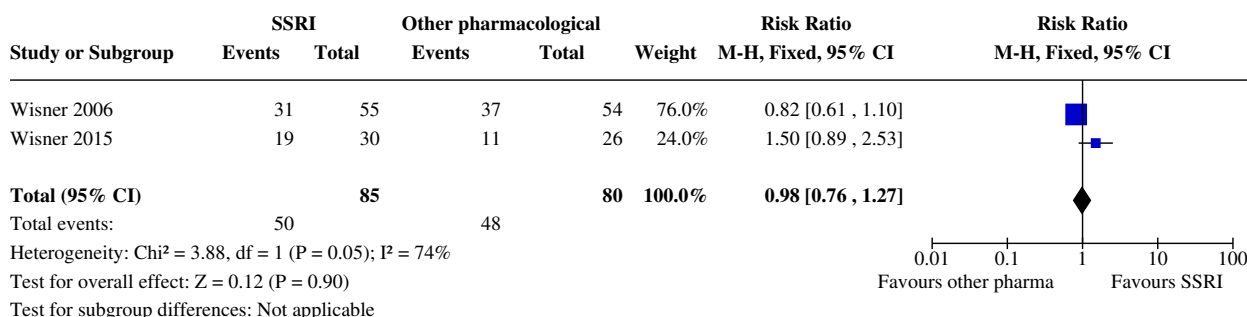 SSRI Other pharmacological Risk Ratio Risk Ratio
Study or Subgroup Events Total Events Total Weight M-H, Fixed, 95% CI M-H, Fixed, 95% CI
Wisner 2006 31 55 37 54 76.0% 0.82 [0.61 , 1.10]
Wisner 2015 19 30 11 26 24.0% 1.50 [0.89 , 2.53]
Total (95% CI) 85 80 100.0% 0.98 [0.76 , 1.27]
Total events: 50 48
Heterogeneity: Chi² = 3.88, df = 1 (P = 0.05); I² = 74%
0.01 0.1 1 10 100
Test for overall effect: Z = 0.12 (P = 0.90) Favours other pharma Favours SSRI
Test for subgroup differences: Not applicable